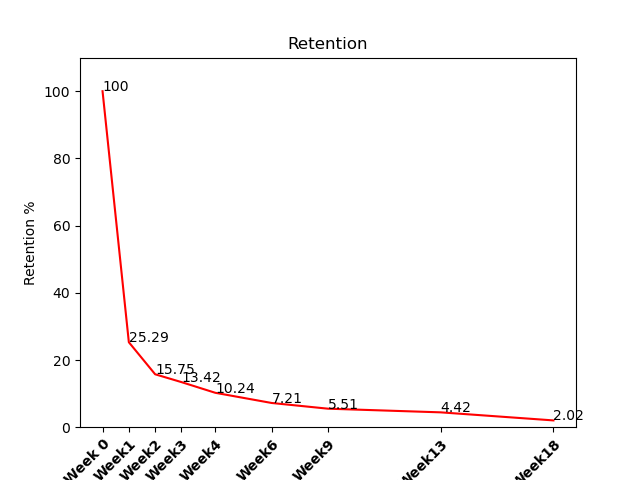 Retention
Retention %
100
80
60
40
20
0
100
25.29
15.75
13.42
10.24
7.21
5.51
4.42
2.02
Week 0
Week1
Week2
Week3
Week4
Week6
Week9
Week13
Week18